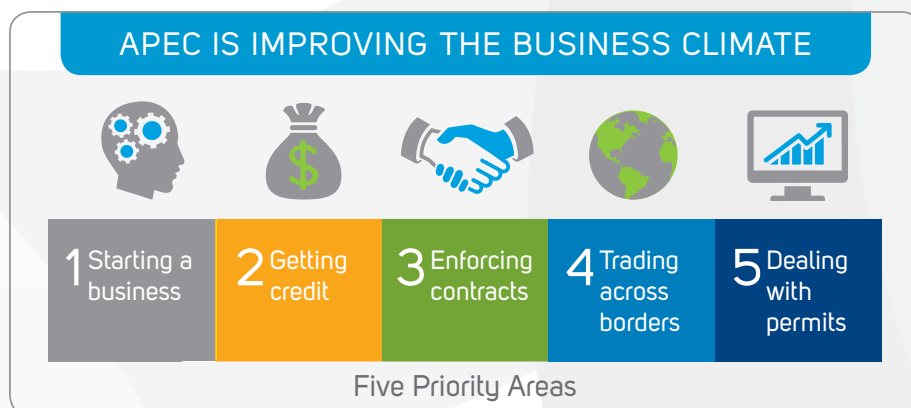 APEC IS IMPROVING THE BUSINESS CLIMATE
$
1 Starting a
business
2 Getting
credit
3 Enforcing
contracts
4 Trading
across
borders
5 Dealing
with
permits
Five Priority Areas